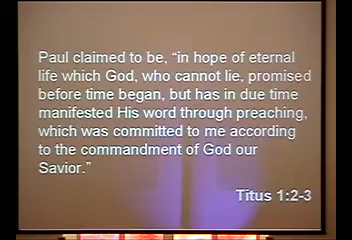 Paul claimed to be, “in hope of eternal
life which God, who cannot lie, promised
before time began, but has in due time
manifested His word through preaching,
which was committed to me according
to the commandment of God our
Savior.”
Titus 1:2-3